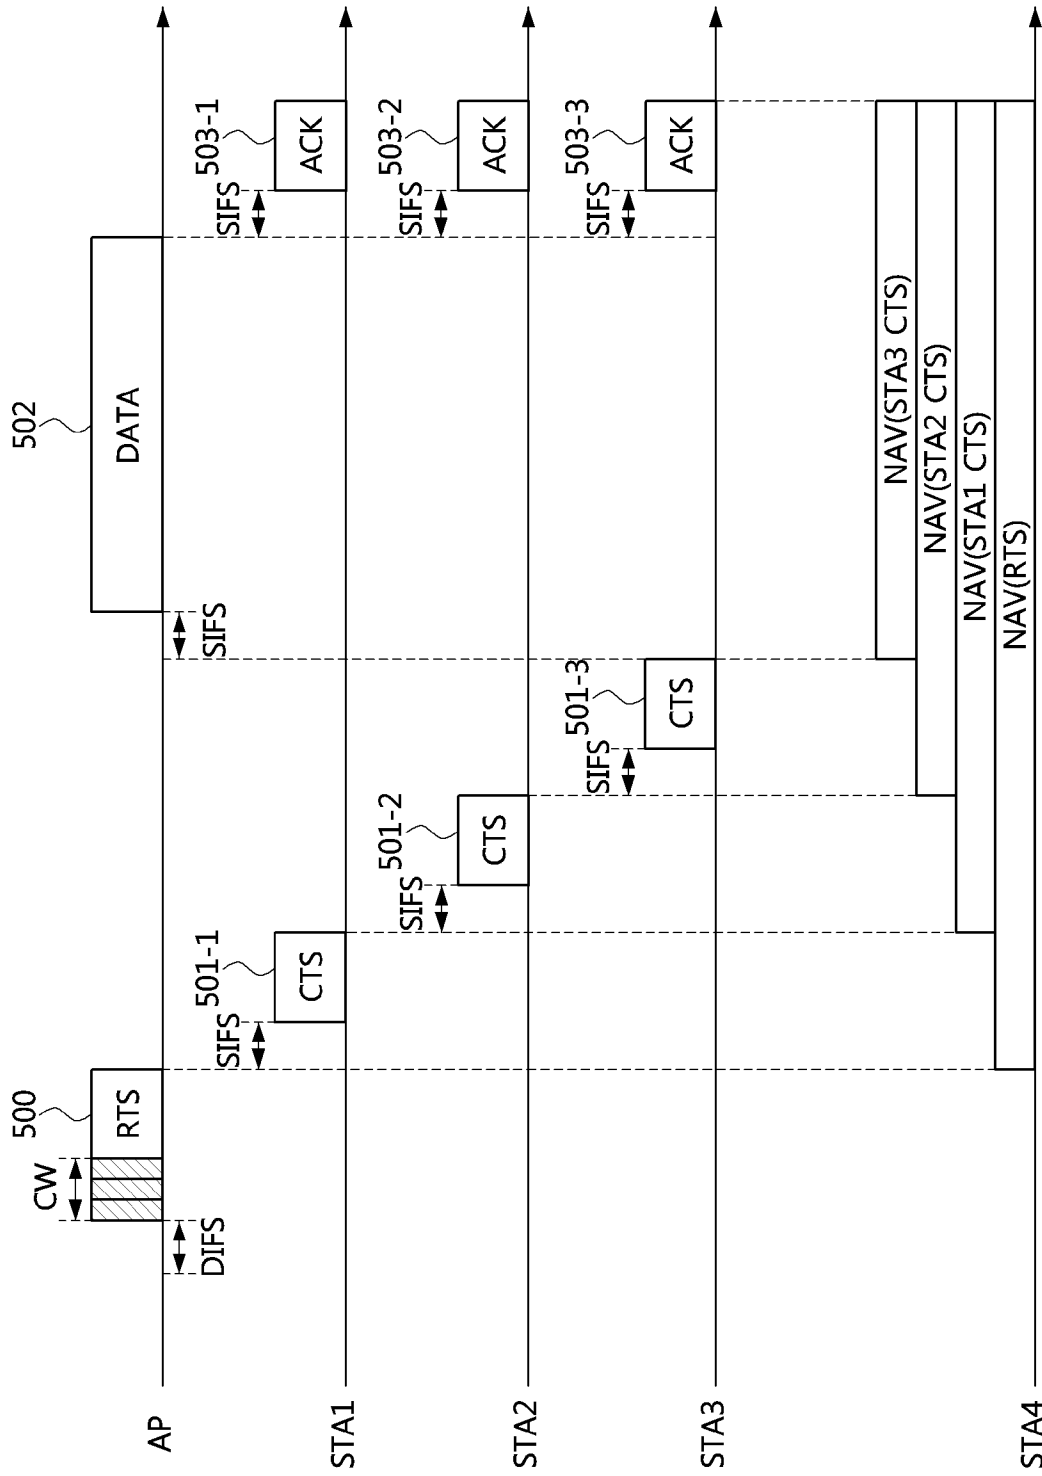 500
CW
RTS
DIFS
502
DATA
SIFS
AP
SIFS
501-1
CTS
SIFS
503-1
ACK
STA1
SIFS
501-2
CTS
SIFS
503-2
ACK
STA2
SIFS
501-3
CTS
SIFS
503-3
ACK
STA3
NAV(STA3 CTS)
NAV(STA2 CTS)
NAV(STA1 CTS)
NAV(RTS)
STA4